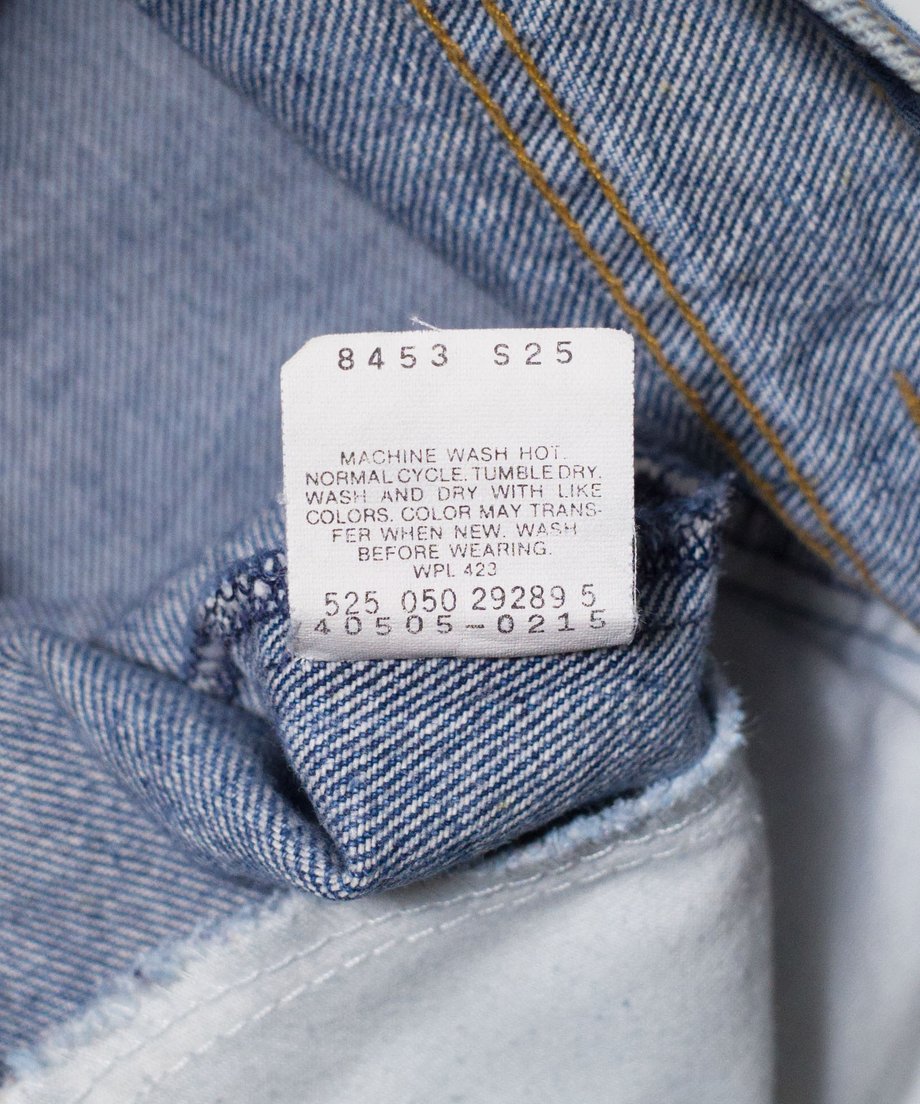 8453 S25
MACHINE WASH HOT.
NORMAL CYCLE. TUMBLE DRY.
WASH AND DRY WITH LIKE
COLORS. COLOR MAY TRANS-
FER WHEN NEW. WASH
BEFORE WEARING.
WPL 423
525 050 29289 5
40505-0215